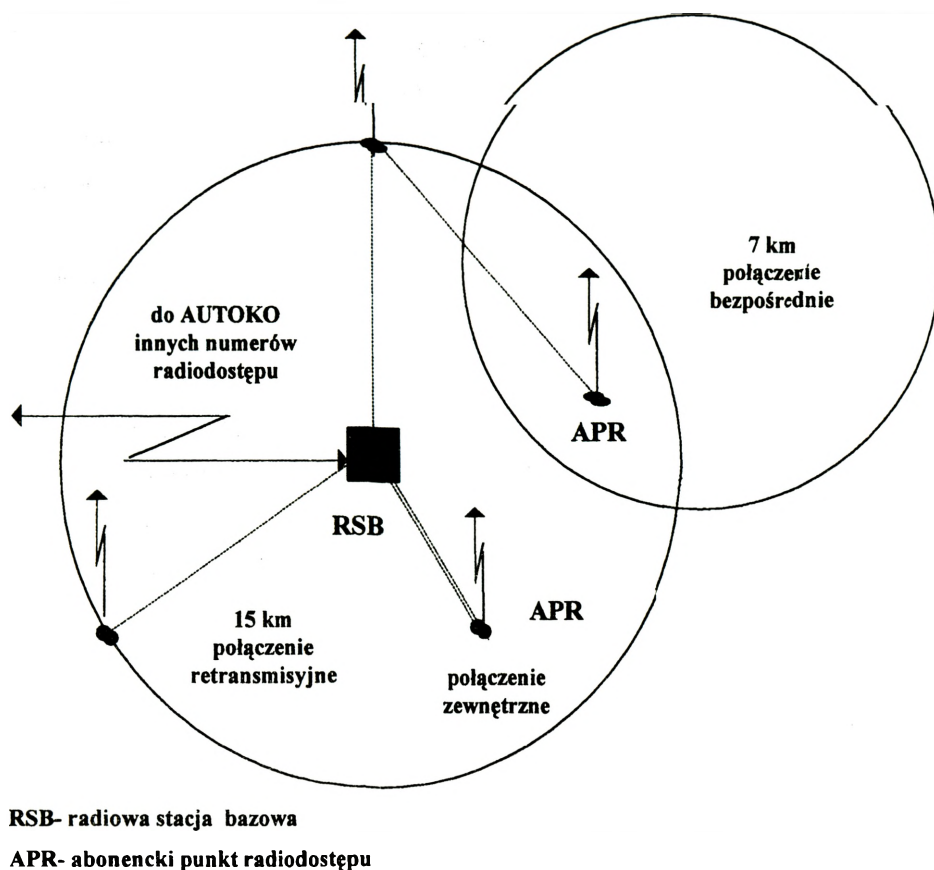 7 km
połączenie
bezpośrednie
do AUTOKO
innych numerów
radiodostępu
APR
RSB
APR
15 km
połączenie
retransmisyjne
połączenie
zewnętrzne
RSB- radiowa stacja bazowa
APR- abonencki punkt radiodostępu